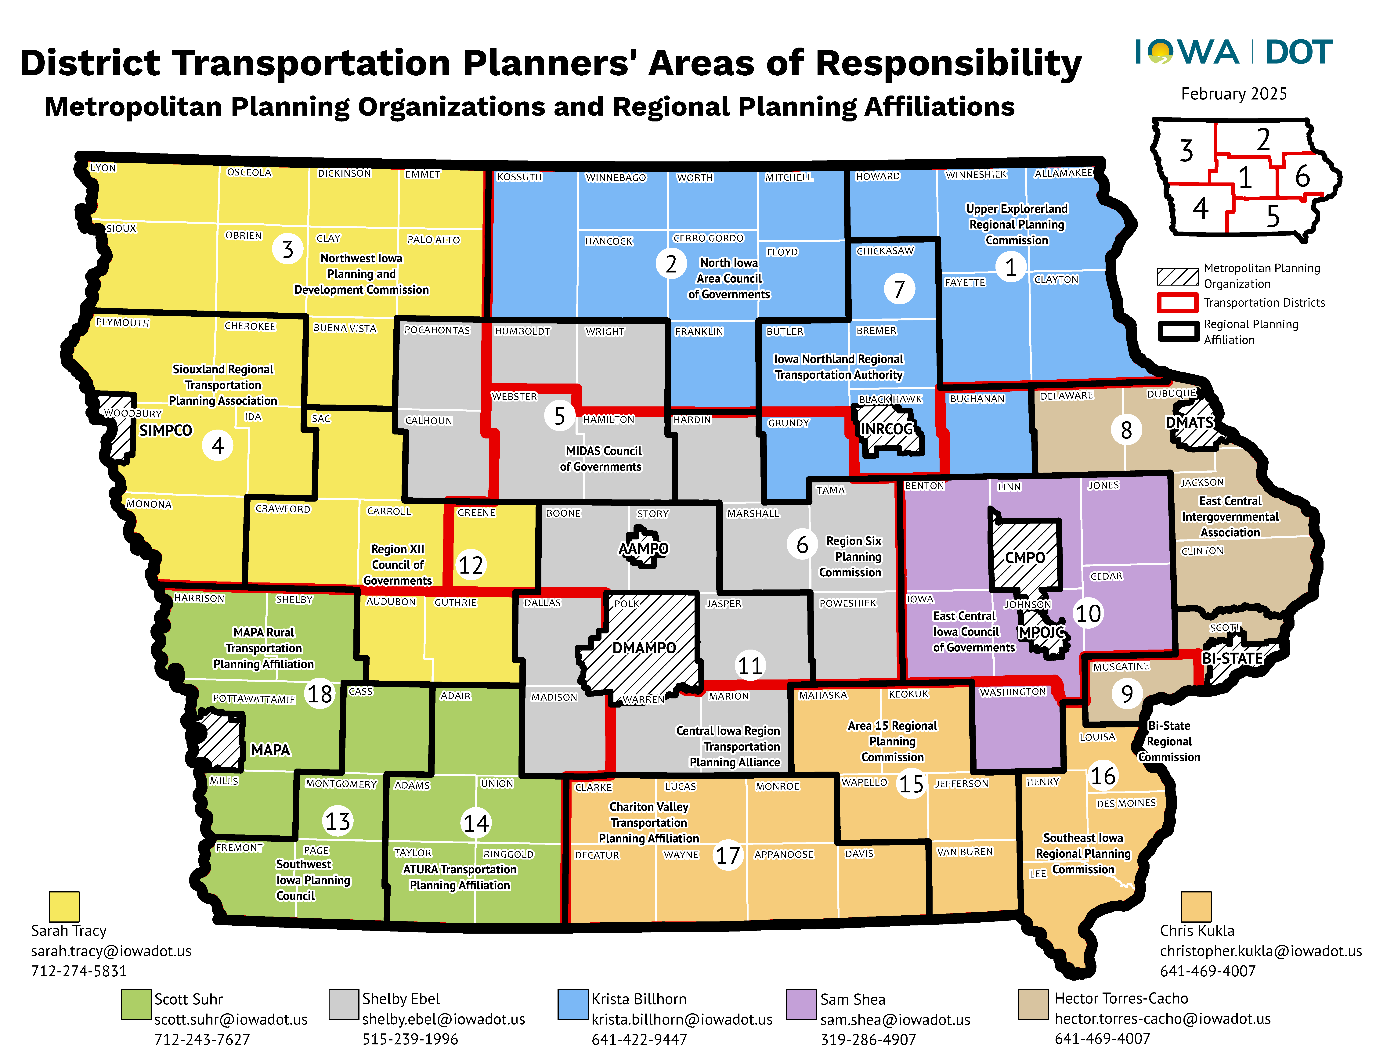 District Transportation Planners' Areas of Responsibility
Metropolitan Planning Organizations and Regional Planning Affiliations
IOWA | DOT
February 2025
3
2
1
6
4
5
Metropolitan Planning
Organization
Transportation Districts
Regional Planning
Affiliation
LYON
OSCEOLA
DICKINSON
EMMET
KOSSUTH
WINNEBAGO
WORTH
MITCHELL
HOWARD
WINNESHIEK
ALLAMAKEE
SIOUX
OBRIEN
CLAY
PALO ALTO
HANCOCK
CERRO GORDO
FLOYD
CHICKASAW
FAYETTE
CLAYTON
3
Northwest Iowa
Planning and
Development Commission
2
North Iowa
Area Council
of Governments
Upper Explorerland
Regional Planning
Commission
1
7
PLYMOUTH
CHEROKEE
BUENA VISTA
POCAHONTAS
HUMBOLDT
WRIGHT
FRANKLIN
BUTLER
BREMER
Siouxland Regional
Transportation
Planning Association
Iowa Northland Regional
Transportation Authority
WOODBURY
SIMPCO
IDA
SAC
CALHOUN
WEBSTER
HAMILTON
HARDIN
GRUNDY
BLACK HAWK
INRCOG
BUCHANAN
DELAWARE
DUBUQUE
DMATS
4
5
MIDAS Council
of Governments
8
MONONA
CRAWFORD
CARROLL
GREENE
BOONE
STORY
MARSHALL
TAMA
BENTON
LINN
JONES
JACKSON
East Central
Intergovernmental
Association
CLINTON
Region XII
Council of
Governments
12
AAMPO
6
Region Six
Planning
Commission
CMPO
CEDAR
HARRISON
SHELBY
AUDUBON
GUTHRIE
DALLAS
POLK
JASPER
POWESHIEK
IOWA
JOHNSON
10
SCOTT
MAPA Rural
Transportation
Planning Affiliation
DMAMPO
11
East Central
Iowa Council
of Governments
MPOJC
BI-STATE
MUSCATINE
9
POTTAWATTAMIE
18
CASS
ADAIR
MADISON
WARREN
MARION
MAHASKA
KEOKUK
WASHINGTON
MAPA
Central Iowa Region
Transportation
Planning Alliance
Area 15 Regional
Planning
Commission
LOUISA
Bi-State
Regional
Commission
MILLS
MONTGOMERY
ADAMS
UNION
CLARKE
LUCAS
MONROE
WAPELLO
15
JEFFERSON
HENRY
16
DES MOINES
13
14
Chariton Valley
Transportation
Planning Affiliation
Southeast Iowa
Regional Planning
Commission
FREMONT
PAGE
TAYLOR
RINGGOLD
DECATUR
WAYNE
17
APPANOOSE
DAVIS
VAN BUREN
LEE
Southwest
Iowa Planning
Council
ATURA Transportation
Planning Affiliation
Sarah Tracy
sarah.tracy@iowadot.us
712-274-5831
Chris Kukla
christopher.kukla@iowadot.us
641-469-4007
Scott Suhr
scott.suhr@iowadot.us
712-243-7627
Shelby Ebel
shelby.ebel@iowadot.us
515-239-1996
Krista Billhorn
krista.billhorn@iowadot.us
641-422-9447
Sam Shea
sam.shea@iowadot.us
319-286-4907
Hector Torres-Cacho
hector.torres-cacho@iowadot.us
641-469-4007